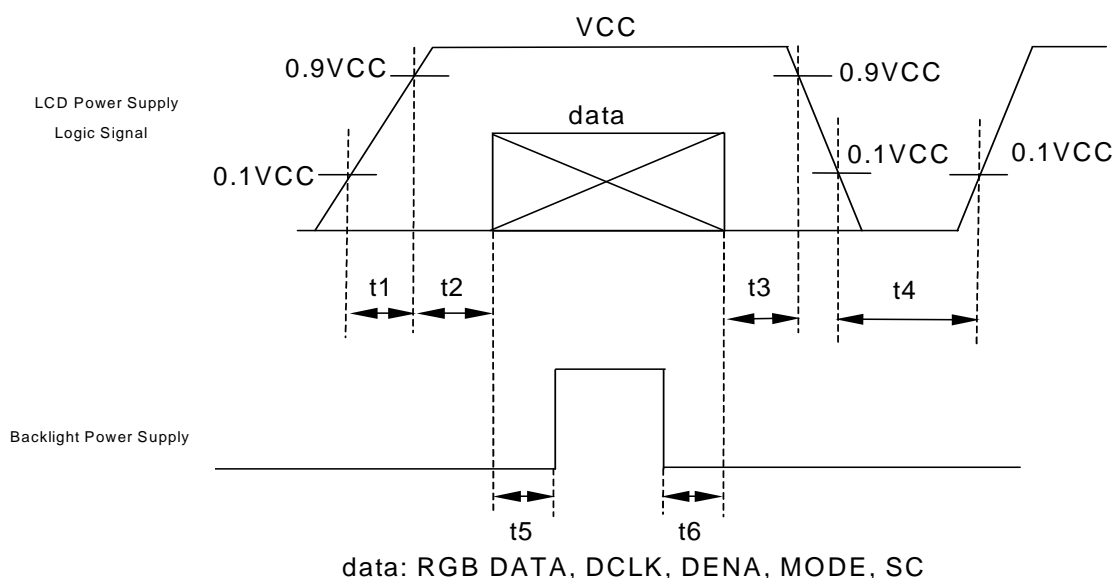 VCC
0.9VCC
0.9VCC
LCD Power Supply
Logic Signal
data
0.1VCC
0.1VCC
0.1VCC
t1
t2
t3
t4
Backlight Power Supply
t5
t6
data: RGB DATA, DCLK, DENA, MODE, SC